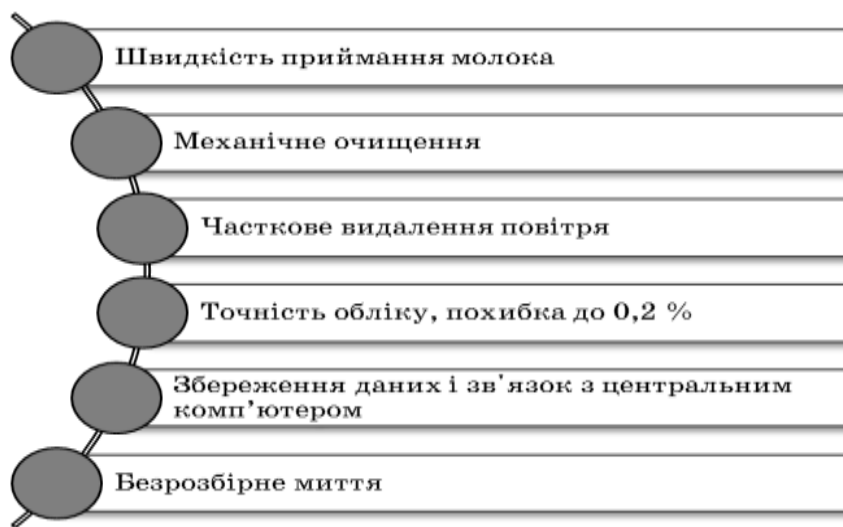 Швидкість приймання молока
Механічне очищення
Часткове видалення повітря
Точність обліку, похибка до 0,2 %
Збереження даних і зв'язок з центральним
комп’ютером
Безрозбірне миття